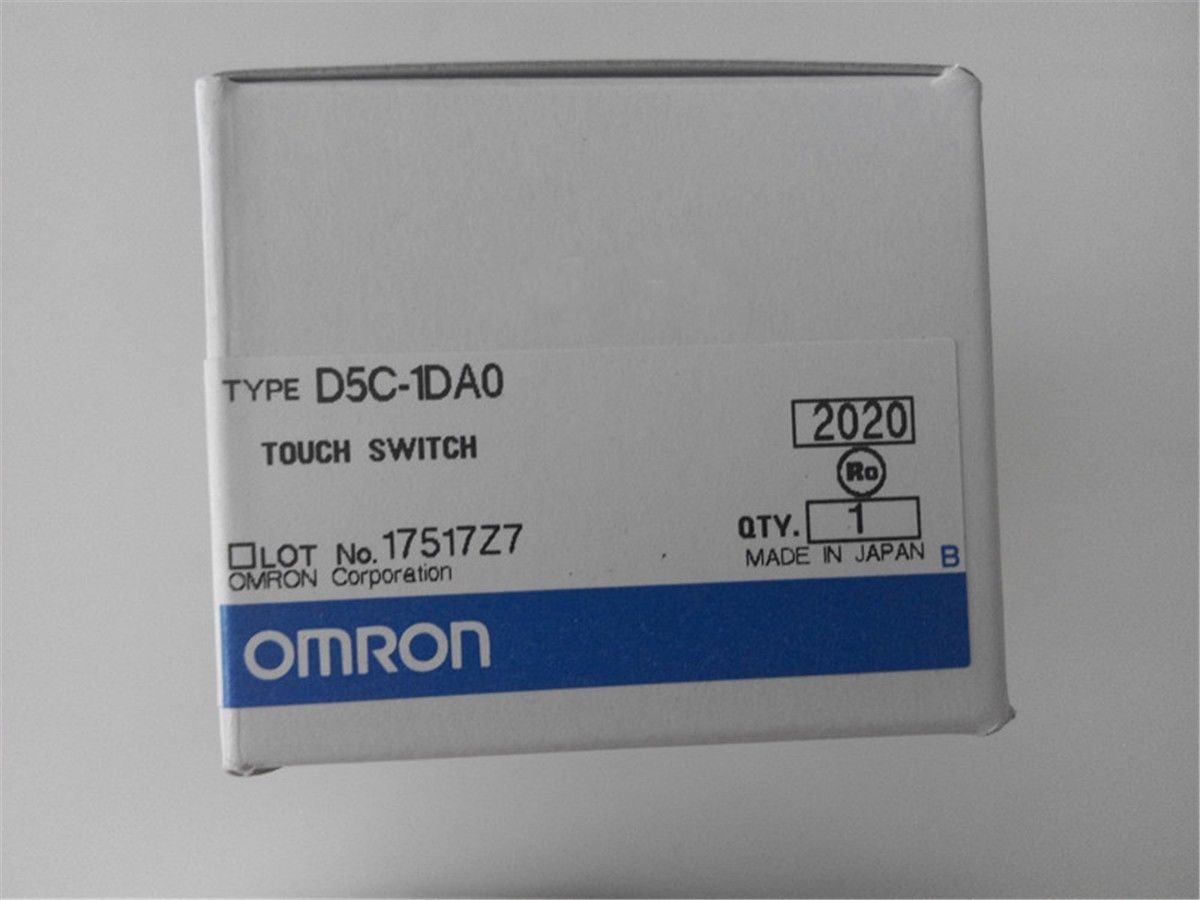 TYPE D5C-1DA0
TOUCH SWITCH
2020
Ro
LOT No. 17517Z7
QTY. 1
OMRON Corporation
MADE IN JAPAN B
OMRON